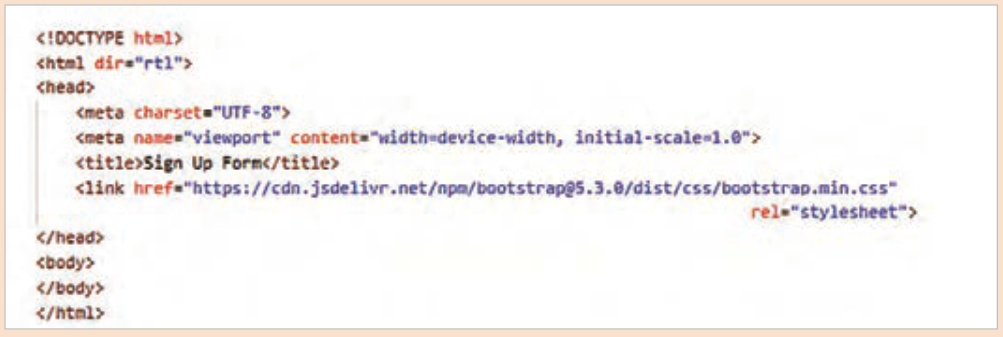 <!DOCTYPE html>
<html dir="rtl">
<head>
<meta charset="UTF-8">
<meta name="viewport" content="width=device-width, initial-scale=1.0">
<title>Sign Up Form</title>
<link href="https://cdn.jsdelivr.net/npm/bootstrap@5.3.0/dist/css/bootstrap.min.css"
rel="stylesheet">
</head>
<body>
</body>
</html>